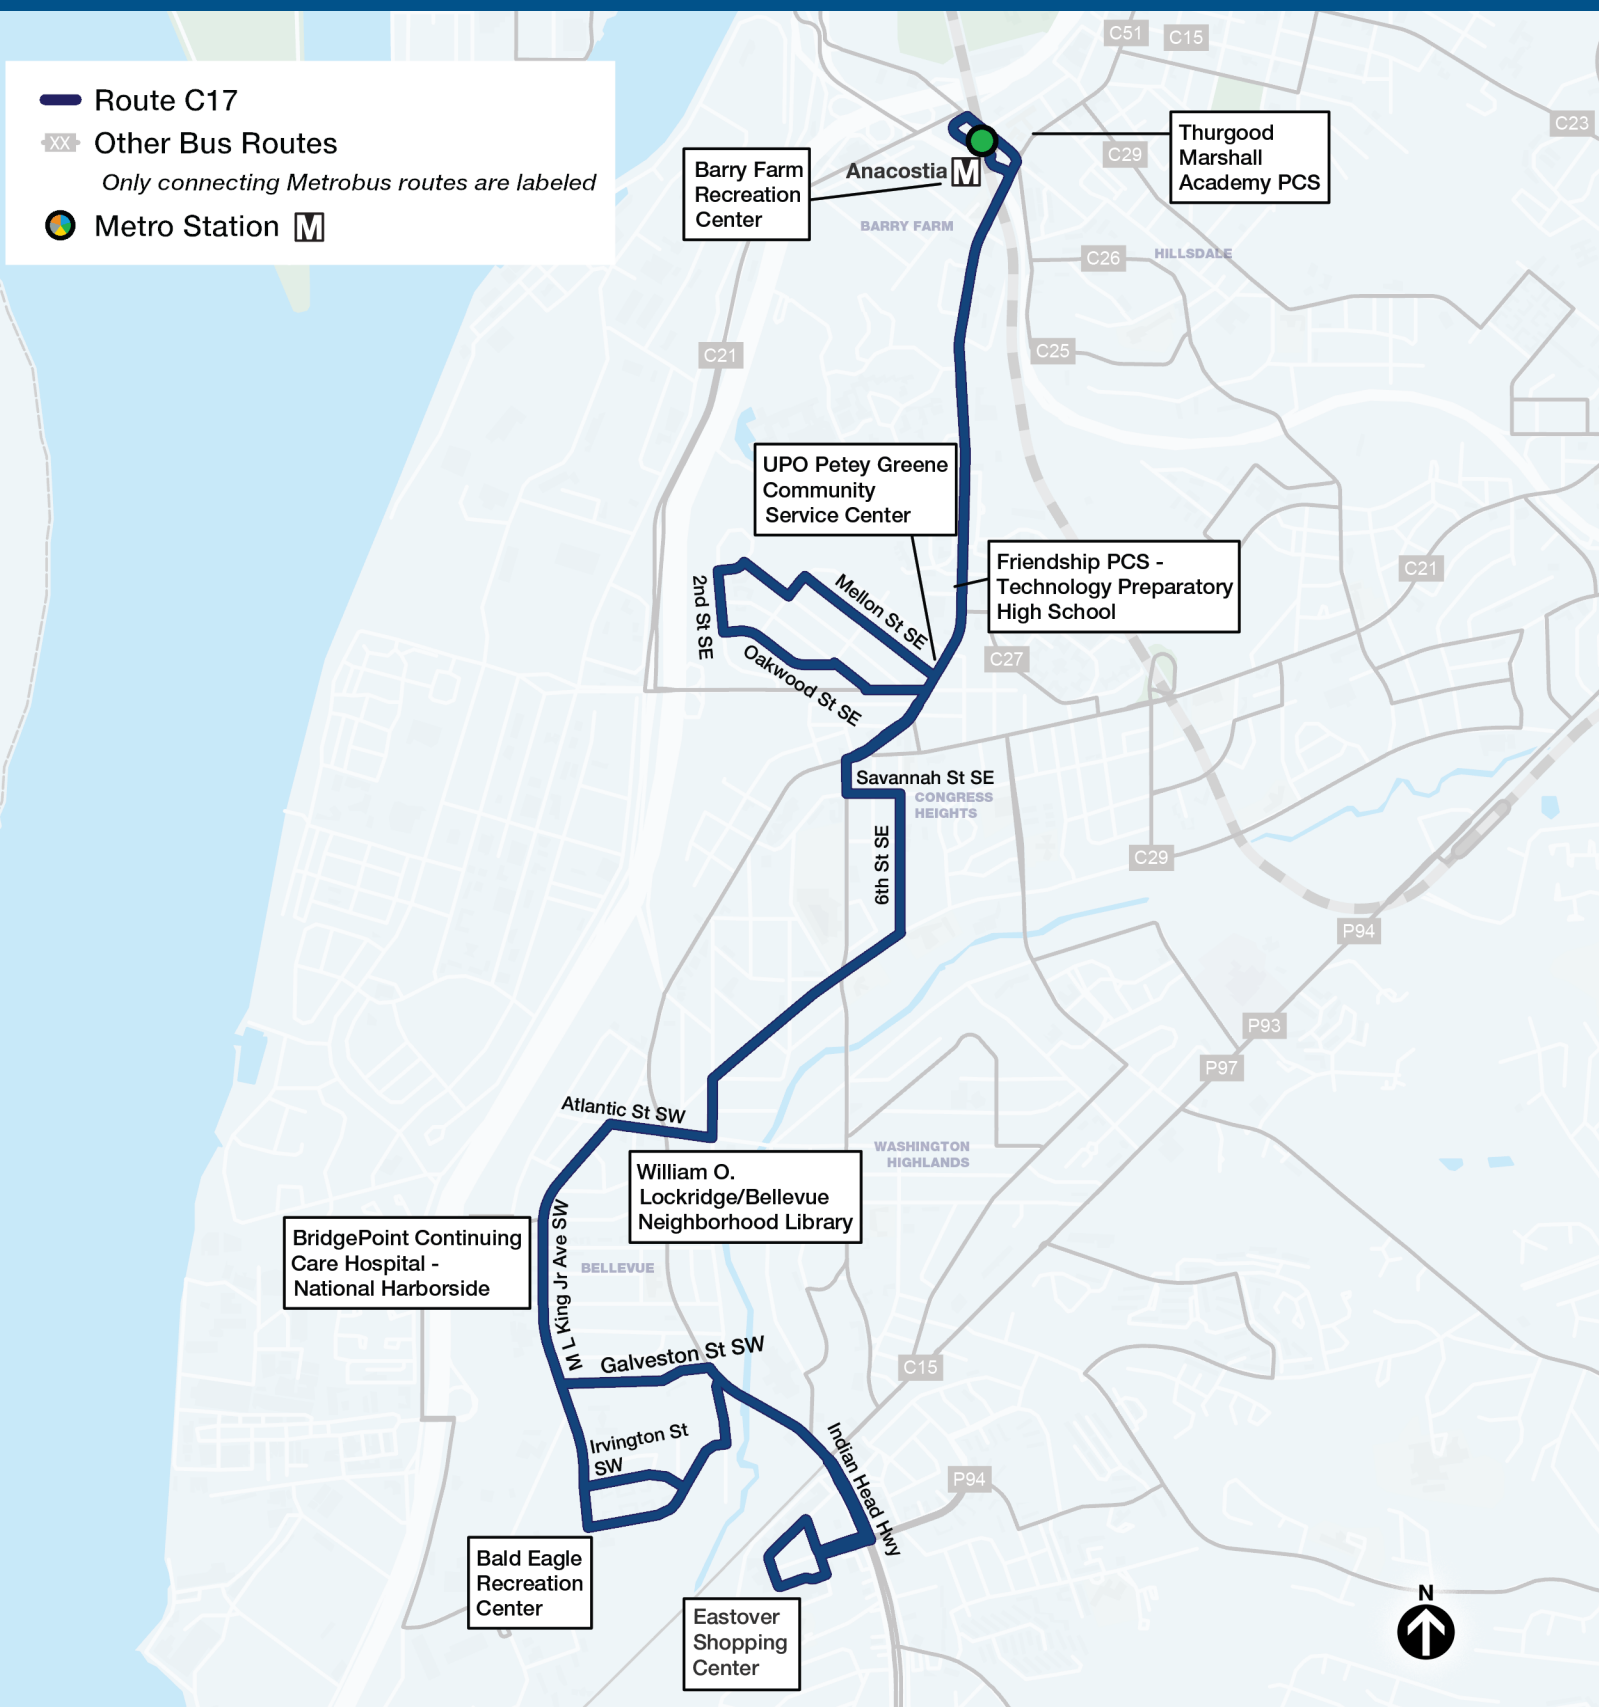 Route C17
XX Other Bus Routes
Only connecting Metrobus routes are labeled
Metro Station M
C51
C15
C23
Thurgood
Marshall
Academy PCS
C29
Barry Farm
Recreation
Center
Anacostia M
BARRY FARM
C26
HILLSDALE
C21
C25
UPO Petey Greene
Community
Service Center
Friendship PCS -
Technology Preparatory
High School
C21
2nd St SE
Mellon St SE
Oakwood St SE
C27
Savannah St SE
CONGRESS
HEIGHTS
6th St SE
C29
P94
P93
P97
Atlantic St SW
WASHINGTON
HIGHLANDS
William O.
Lockridge/Bellevue
Neighborhood Library
BridgePoint Continuing
Care Hospital -
National Harborside
M L King Jr Ave SW
BELLEVUE
Galveston St SW
C15
Irvington St
SW
Indian Head Hwy
P94
Bald Eagle
Recreation
Center
Eastover
Shopping
Center
N